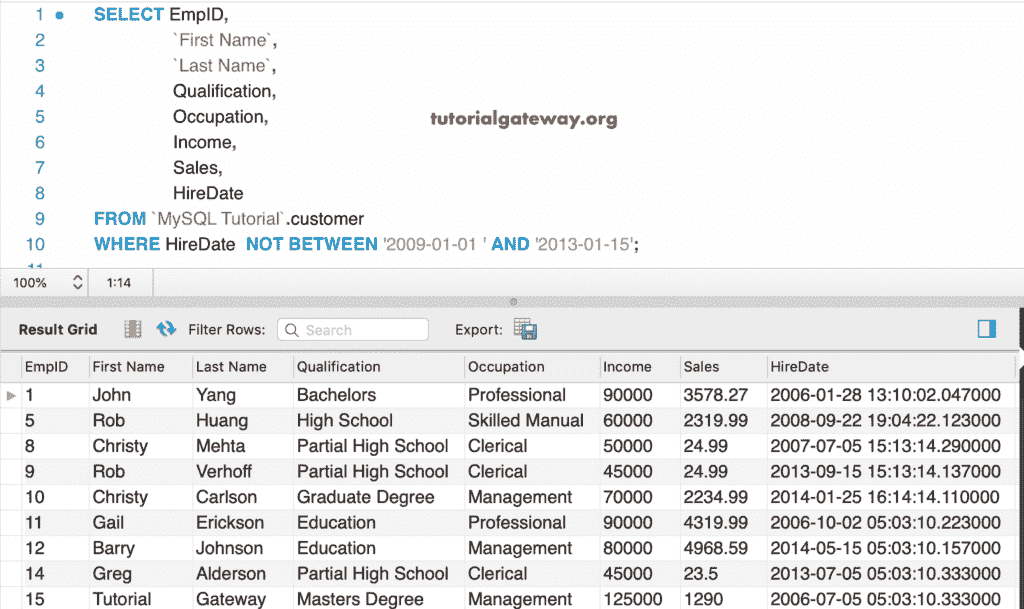 1 SELECT EmpID,
2 `First Name`,
3 `Last Name`,
4 Qualification,
5 Occupation,
tutorialgateway.org
6 Income,
7 Sales,
8 HireDate
9 FROM `MySQL Tutorial`.customer
10 WHERE HireDate NOT BETWEEN '2009-01-01 ' AND '2013-01-15';
11
100% 1:14
Result Grid Filter Rows: Search Export:
EmpID First Name Last Name Qualification Occupation Income Sales HireDate
1 John Yang Bachelors Professional 90000 3578.27 2006-01-28 13:10:02.047000
5 Rob Huang High School Skilled Manual 60000 2319.99 2008-09-22 19:04:22.123000
8 Christy Mehta Partial High School Clerical 50000 24.99 2007-07-05 15:13:14.290000
9 Rob Verhoff Partial High School Clerical 45000 24.99 2013-09-15 15:13:14.137000
10 Christy Carlson Graduate Degree Management 70000 2234.99 2014-01-25 16:14:14.110000
11 Gail Erickson Education Professional 90000 4319.99 2006-10-02 05:03:10.223000
12 Barry Johnson Education Management 80000 4968.59 2014-05-15 05:03:10.157000
14 Greg Alderson Partial High School Clerical 45000 23.5 2013-07-05 05:03:10.333000
15 Tutorial Gateway Masters Degree Management 125000 1290 2006-07-05 05:03:10.333000